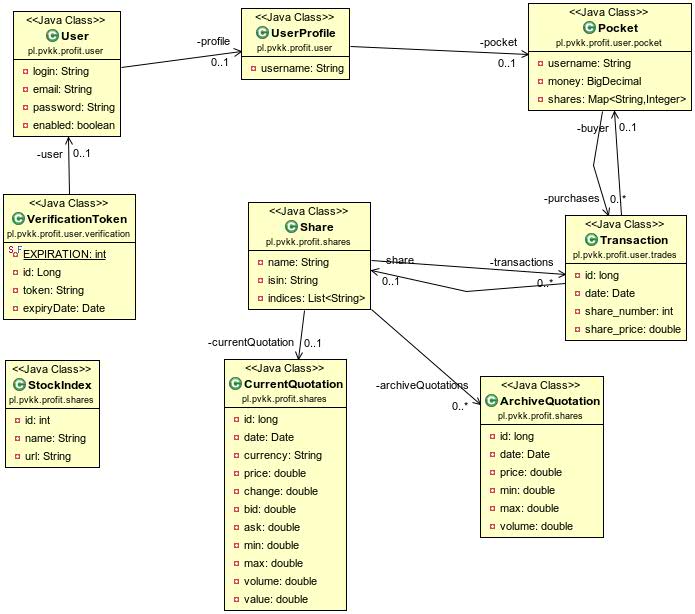 <<Java Class>>
User
pl.pvkk.profit.user
login: String
email: String
password: String
enabled: boolean
-profile
0..1
<<Java Class>>
UserProfile
pl.pvkk.profit.user
username: String
-pocket
0..1
<<Java Class>>
Pocket
pl.pvkk.profit.user.pocket
username: String
money: BigDecimal
shares: Map<String,Integer>
-buyer
0..1
-user
0..1
<<Java Class>>
VerificationToken
pl.pvkk.profit.user.verification
S F
EXPIRATION: int
id: Long
token: String
expiryDate: Date
<<Java Class>>
Share
pl.pvkk.profit.shares
name: String
isin: String
indices: List<String>
-purchases
0..*
<<Java Class>>
Transaction
pl.pvkk.profit.user.trades
id: long
date: Date
share_number: int
share_price: double
-share
0..1
-transactions
0..*
-currentQuotation
0..1
-archiveQuotations
0..*
<<Java Class>>
StockIndex
pl.pvkk.profit.shares
id: int
name: String
url: String
<<Java Class>>
CurrentQuotation
pl.pvkk.profit.shares
id: long
date: Date
currency: String
price: double
change: double
bid: double
ask: double
min: double
max: double
volume: double
value: double
<<Java Class>>
ArchiveQuotation
pl.pvkk.profit.shares
id: long
date: Date
price: double
min: double
max: double
volume: double